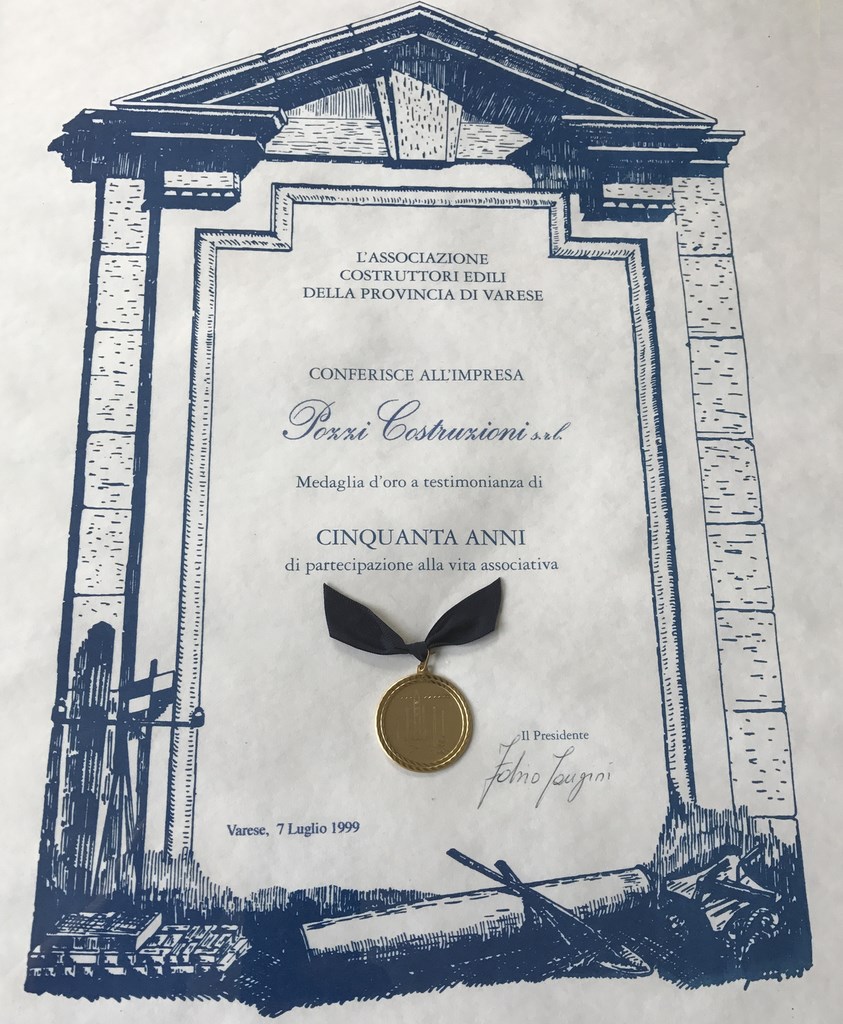 L'ASSOCIAZIONE
COSTRUTTORI EDILI
DELLA PROVINCIA DI VARESE
CONFERISCE ALL'IMPRESA
Pozzi Costruzioni s.r.l.
Medaglia d'oro a testimonianza di
CINQUANTA ANNI
di partecipazione alla vita associativa
Il Presidente
Varese, 7 Luglio 1999